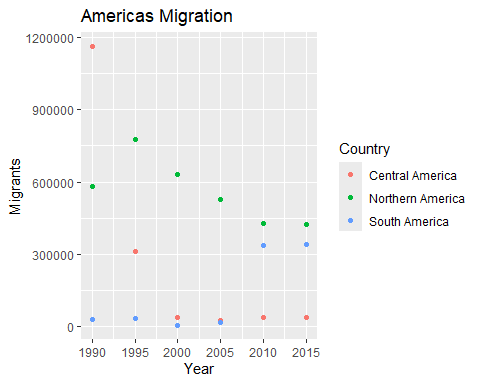 Americas Migration
1200000
900000
600000
300000
0
Migrants
1990 1995 2000 2005 2010 2015
Year
Country
Central America
Northern America
South America